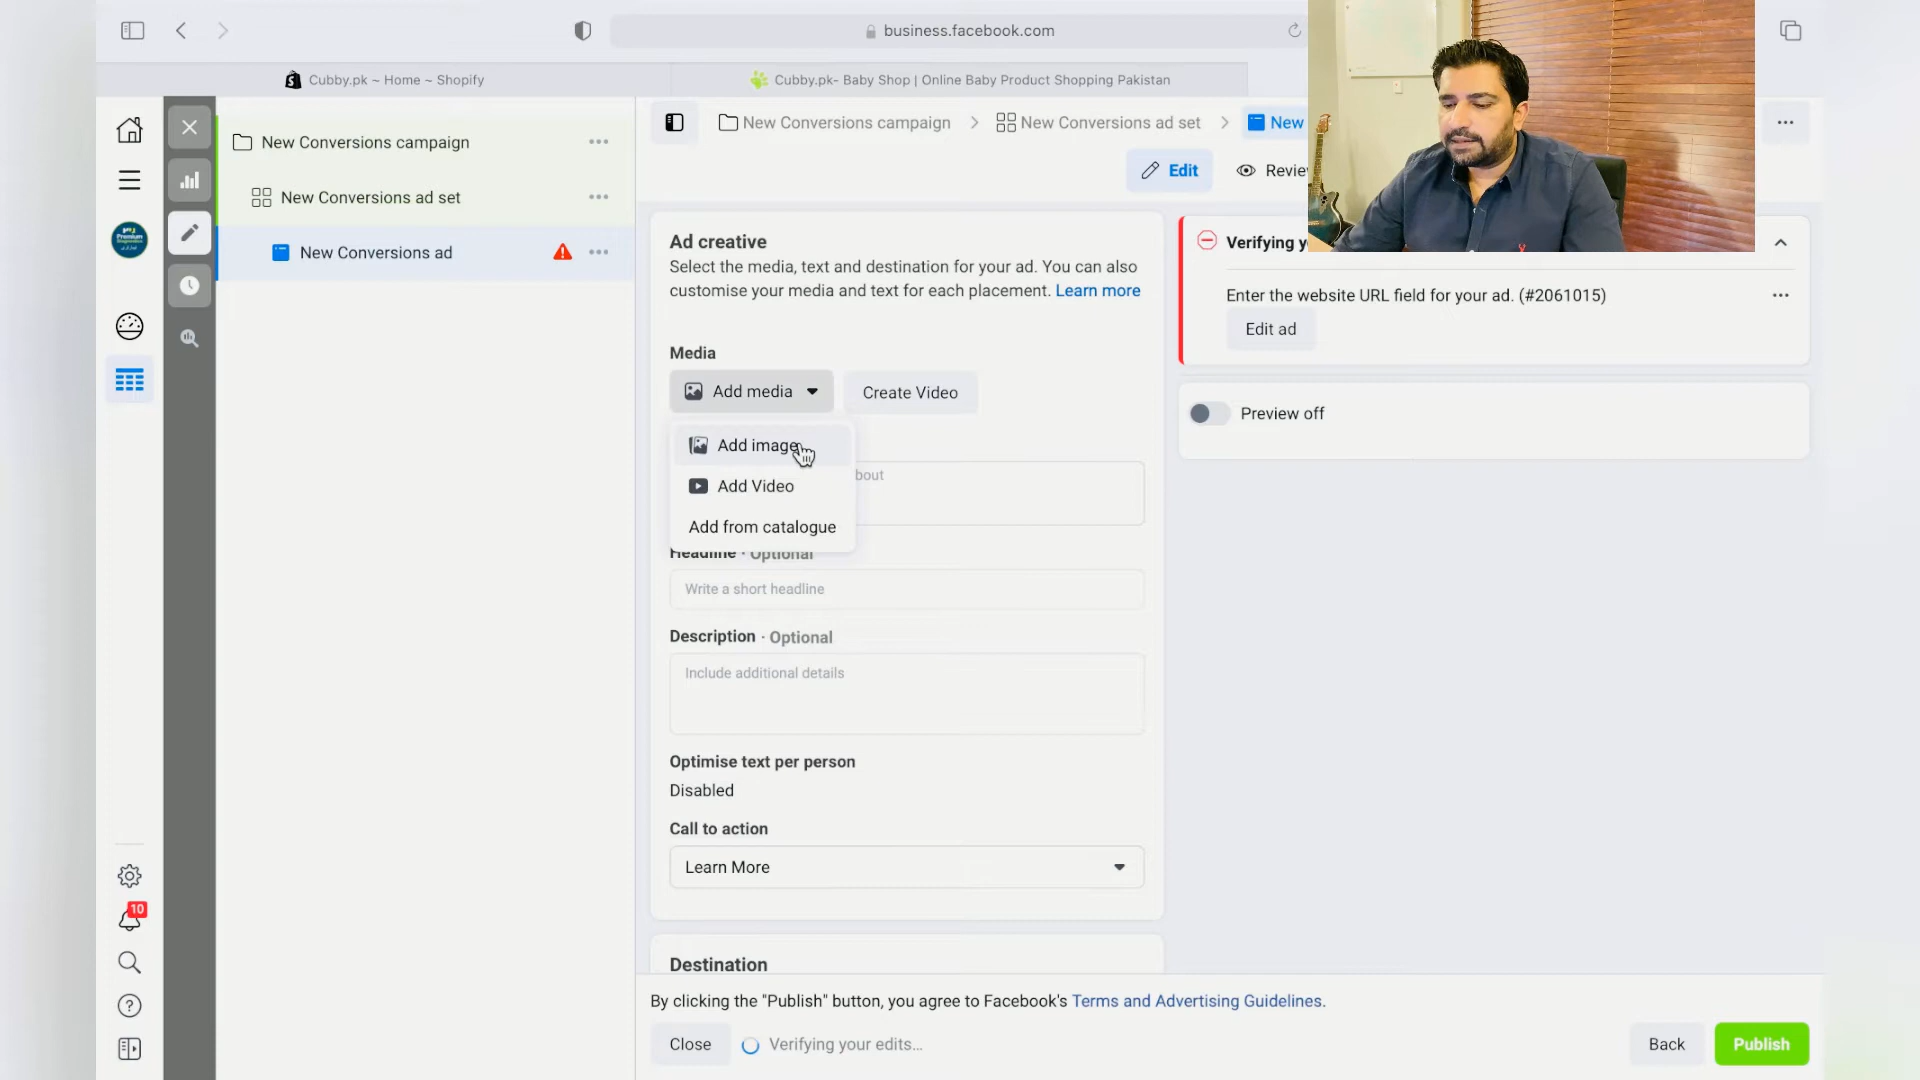 business.facebook.com
Cubby.pk ~ Home ~ Shopify
Cubby.pk- Baby Shop | Online Baby Product Shopping Pakistan
New Conversions campaign
New Conversions ad set
New Conversions ad
New Conversions campaign
New Conversions ad set
New
Edit
Ad creative
Select the media, text and destination for your ad. You can also
customise your media and text for each placement. Learn more
Media
Add media
Create Video
Add image
Add Video
Add from catalogue
bout
Headline · Optional
Write a short headline
Description · Optional
Include additional details
Optimise text per person
Disabled
Call to action
Learn More
Destination
Verifying
Enter the website URL field for your ad. (#2061015)
Edit ad
Preview off
10
By clicking the "Publish" button, you agree to Facebook's Terms and Advertising Guidelines.
Close
Verifying your edits...
Back
Publish